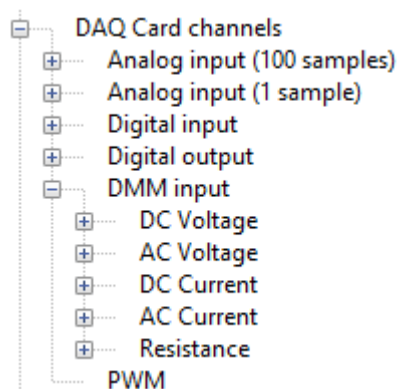 DAQ Card channels
Analog input (100 samples)
Analog input (1 sample)
Digital input
Digital output
DMM input
DC Voltage
AC Voltage
DC Current
AC Current
Resistance
PWM